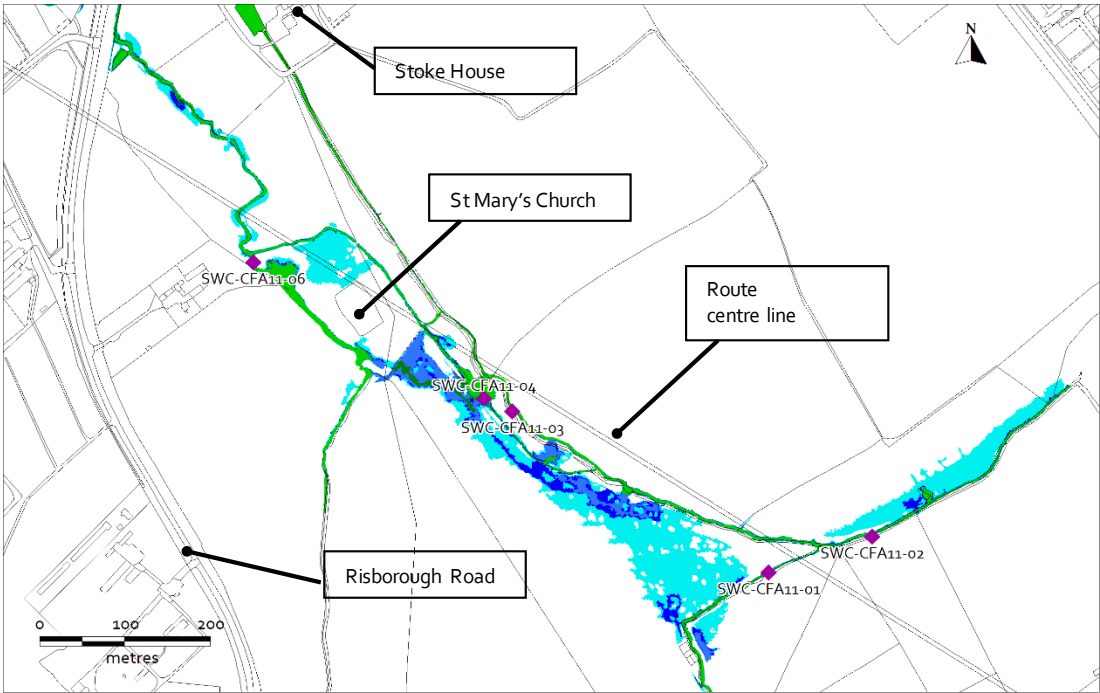 N
Stoke House
St Mary's Church
SWC-CFA11-06
Route
centre line
SWC-CFA11-04
SWC-CFA11-03
SWC-CFA11-02
SWC-CFA11-01
Risborough Road
0 100 200
metres